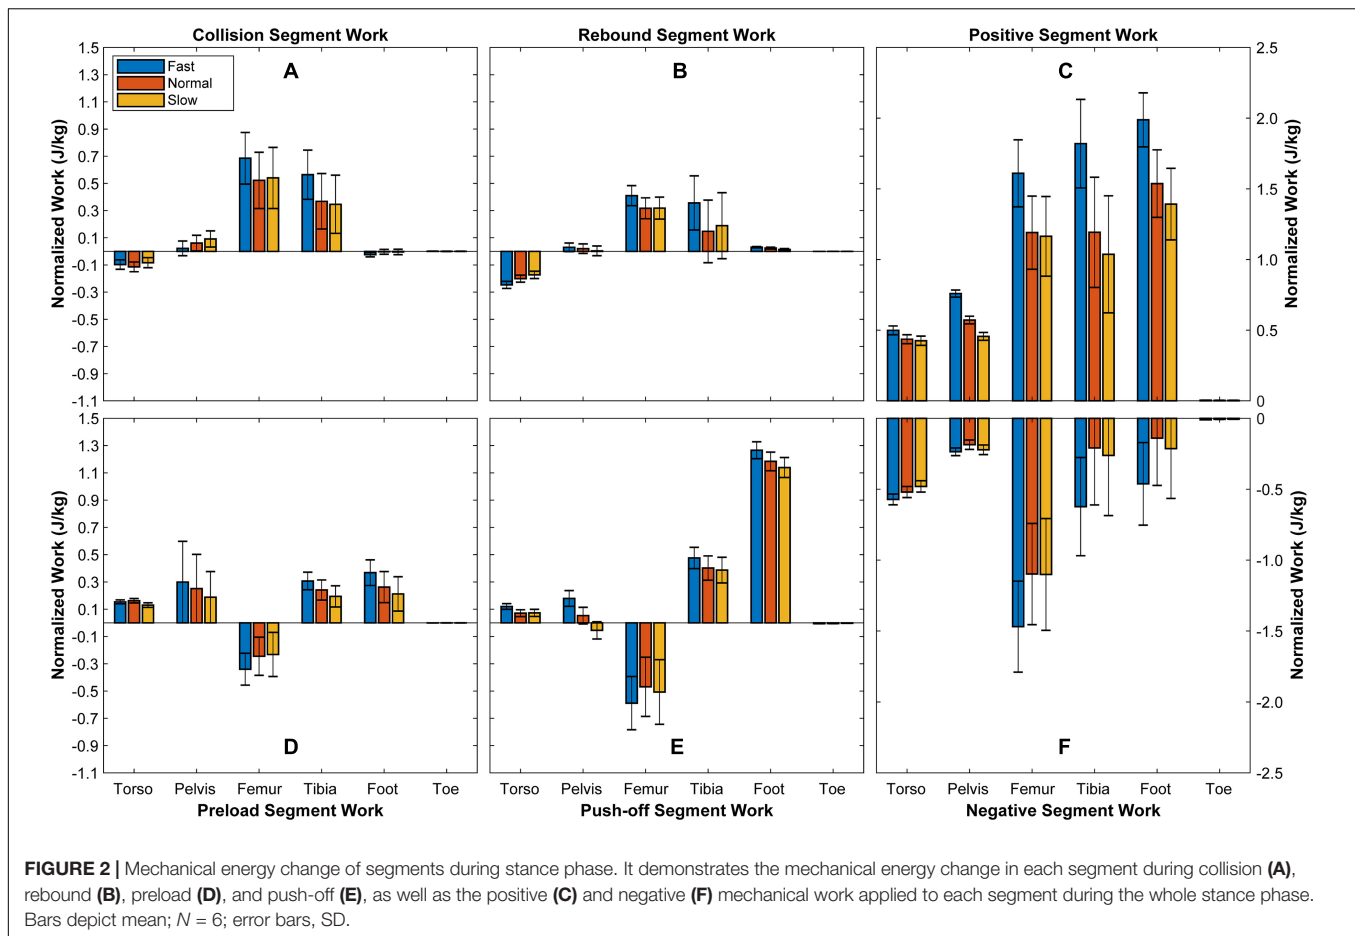 Collision Segment Work
Rebound Segment Work
Positive Segment Work
Fast
Normal
Slow
A
B
C
Normalized Work (J/kg)
1.5
1.3
1.1
0.9
0.7
0.5
0.3
0.1
-0.1
-0.3
-0.5
-0.7
-0.9
-1.1
2.5
2.0
1.5
1.0
0.5
0
Normalized Work (J/kg)
Normalized Work (J/kg)
1.5
1.3
1.1
0.9
0.7
0.5
0.3
0.1
-0.1
-0.3
-0.5
-0.7
-0.9
-1.1
0
-0.5
-1.0
-1.5
-2.0
-2.5
Normalized Work (J/kg)
D
E
F
Torso Pelvis Femur Tibia Foot Toe
Torso Pelvis Femur Tibia Foot Toe
Torso Pelvis Femur Tibia Foot Toe
Preload Segment Work
Push-off Segment Work
Negative Segment Work
FIGURE 2 | Mechanical energy change of segments during stance phase. It demonstrates the mechanical energy change in each segment during collision (A),
rebound (B), preload (D), and push-off (E), as well as the positive (C) and negative (F) mechanical work applied to each segment during the whole stance phase.
Bars depict mean; N = 6; error bars, SD.